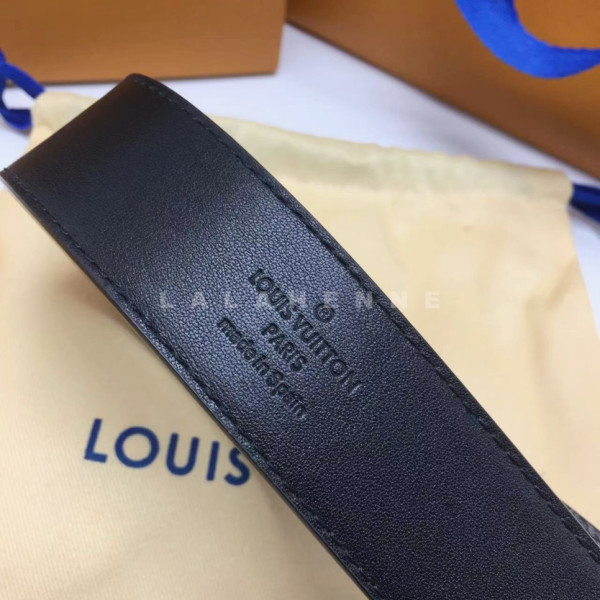 ®
LOUIS VUITTON
PARIS
made in Spain
LALAHENNE
LOUIS